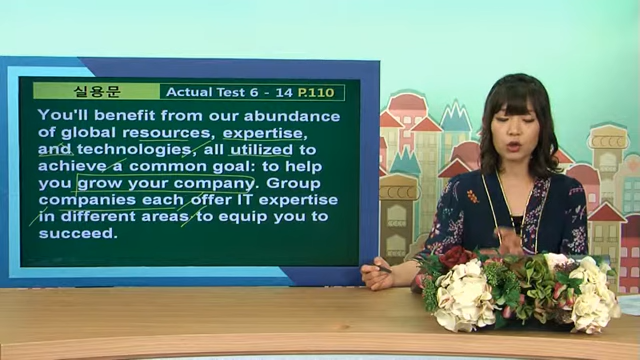 실용문
Actual Test 6 - 14 P.110
You'll benefit from our abundance
of global resources, expertise,
and technologies, all utilized to
achieve a common goal: to help
you grow your company. Group
companies each offer IT expertise
in different areas to equip you to
succeed.